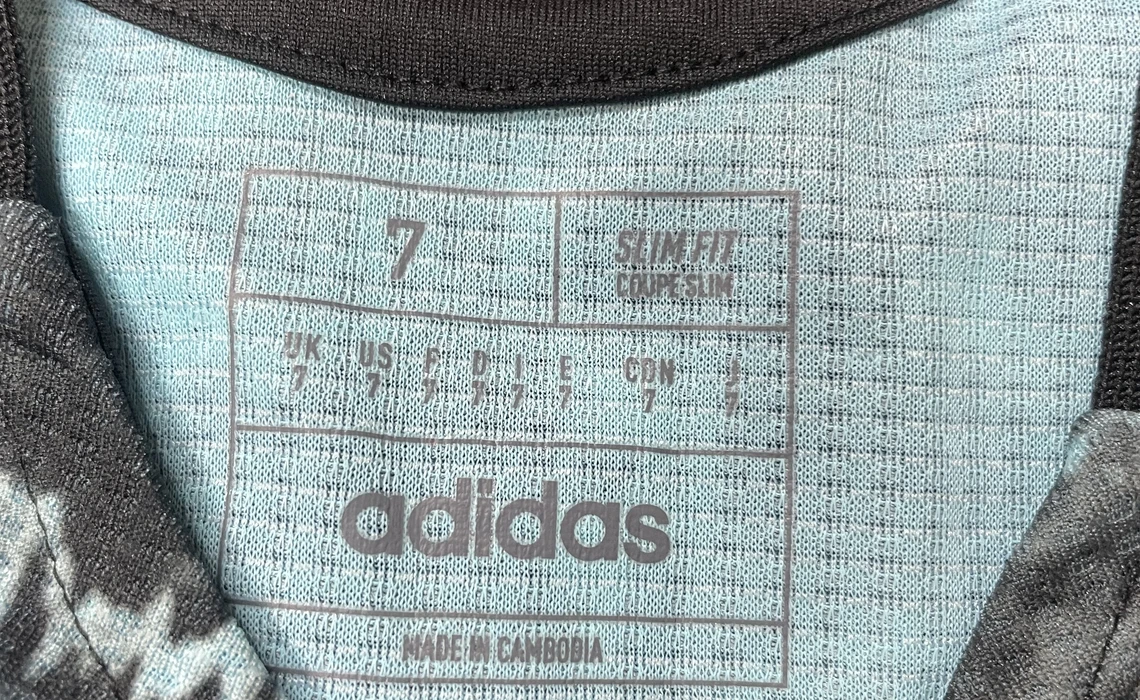 7
SLIM FIT
COUPE SLIM
UK US F D I E CDN J
7 7 7 7 7 7 7 7
adidas
MADE IN CAMBODIA